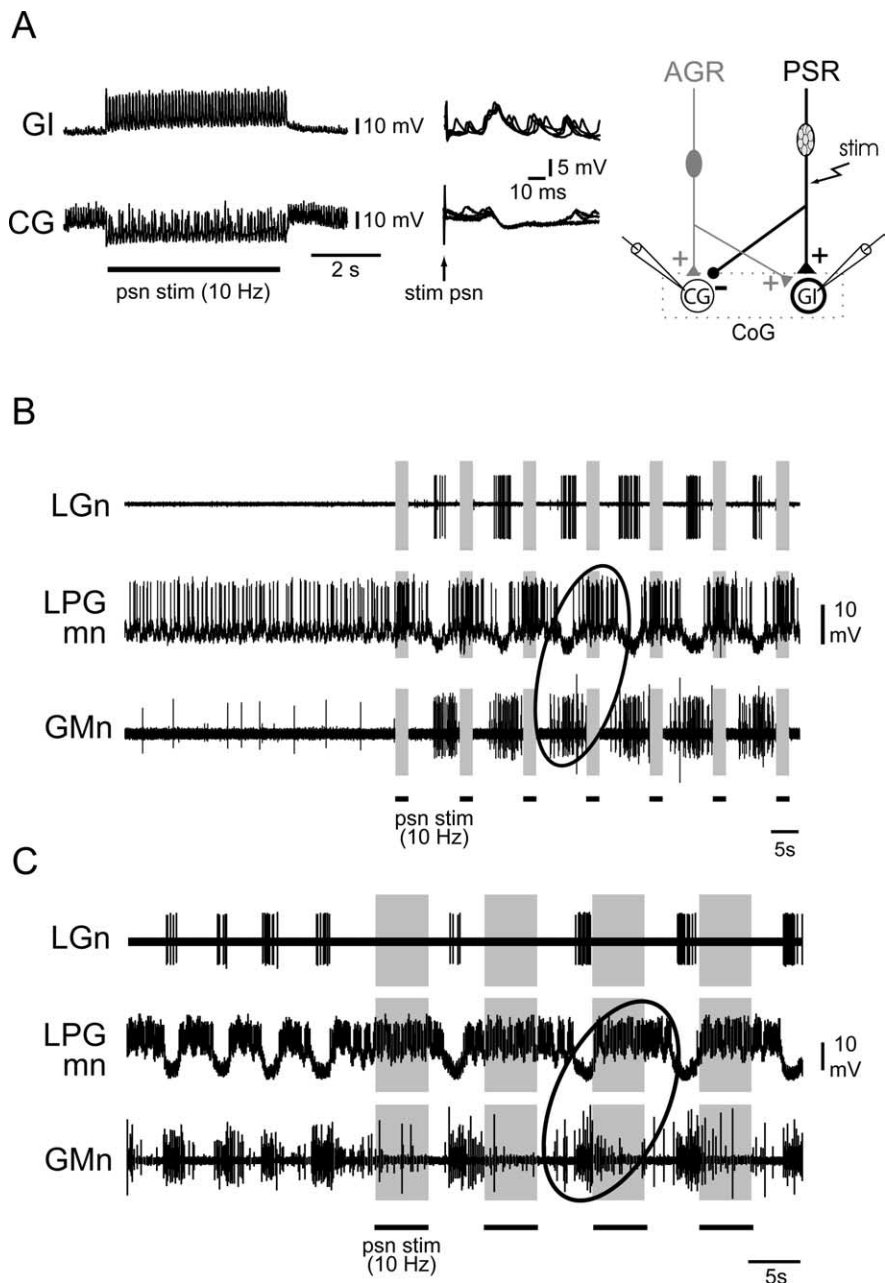 A
GI
10 mV
CG
10 mV
2 s
psn stim (10 Hz)
5 mV
10 ms
stim psn
AGR
PSR
stim
+
+
+
-
CG
GI
CoG
B
LGn
LPG
mn
10
mV
GMn
psn stim
(10 Hz)
5s
C
LGn
LPG
mn
10
mV
GMn
psn stim
(10 Hz)
5s